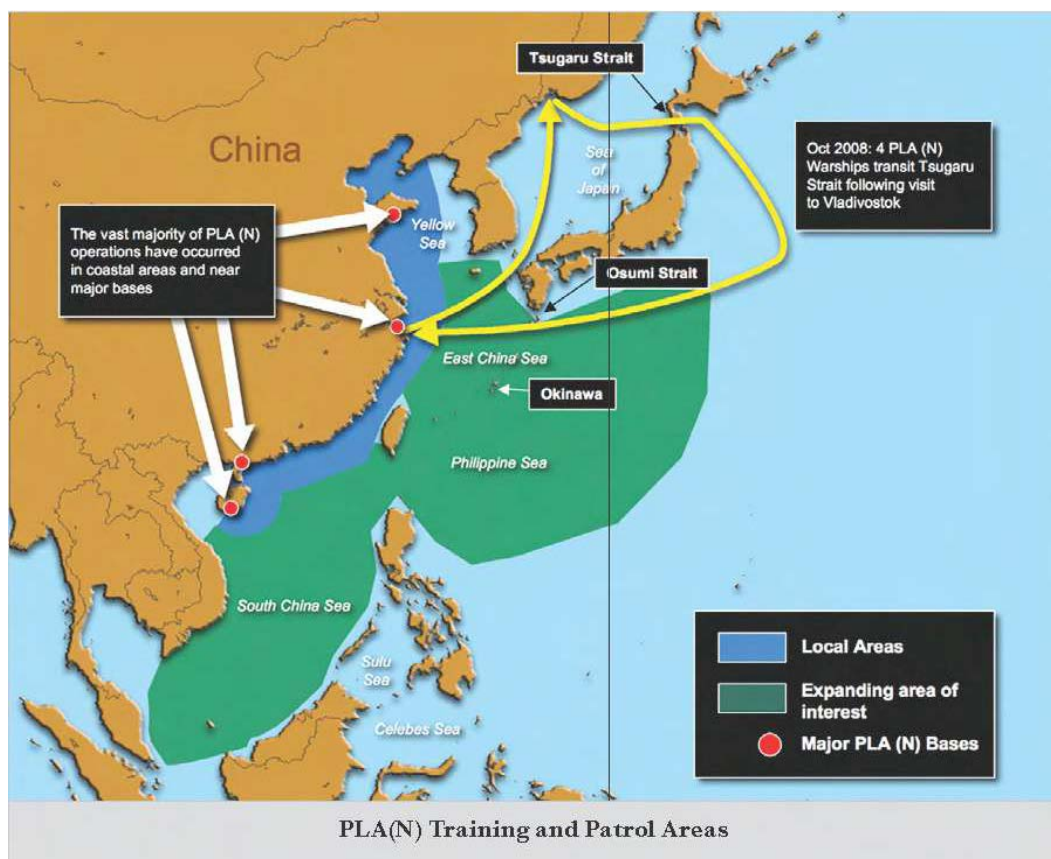 Tsugaru Strait
China
Sea
of
Japan
Oct 2008: 4 PLA (N)
Warships transit Tsugaru
Strait following visit
to Vladivostok
The vast majority of PLA (N)
operations have occurred
in coastal areas and near
major bases
Yellow
Sea
Osumi Strait
East China Sea
Okinawa
Philippine Sea
South China Sea
Sulu
Sea
Celebes Sea
Local Areas
Expanding area of
interest
Major PLA (N) Bases
PLA(N) Training and Patrol Areas